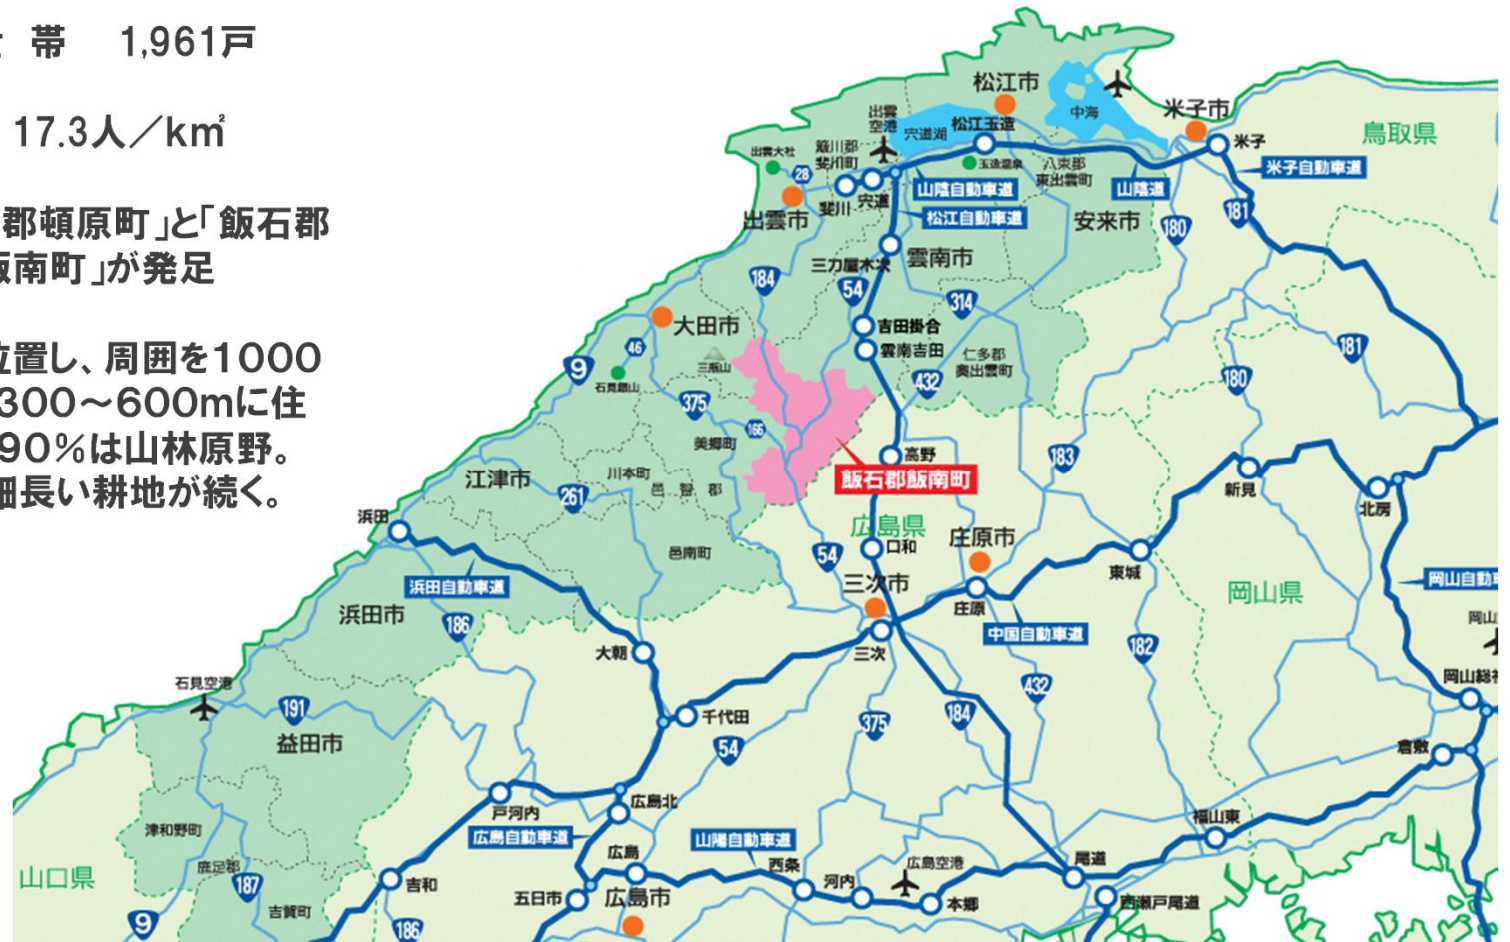 帯　1,961戸
17.3人／k㎡
郡頓原町」と「飯石郡
飯南町」が発足
位置し、周囲を1000
300～600mに住
90％は山林原野。
細長い耕地が続く。
松江市
中海
米子市
鳥取県
出雲
空港
宍道湖
松江玉造
米子
米子自動車道
出雲大社
簸川郡
斐川町
玉造温泉
八束郡
東出雲町
28
斐川
宍道
山陰自動車道
山陰道
出雲市
松江自動車道
安来市
180
181
三刀屋木次
雲南市
184
54
314
大田市
吉田掛合
雲南吉田
仁多郡
奥出雲町
46
三瓶山
9
石見銀山
432
181
180
375
166
美郷町
高野
183
飯石郡飯南町
江津市
川本町
邑智郡
261
新見
北房
浜田
広島県
口和
庄原市
54
邑南町
東城
浜田自動車道
三次市
庄原
岡山県
岡山自動車
浜田市
186
中国自動車道
182
岡山
大朝
三次
石見空港
432
岡山総社
191
千代田
375
184
益田市
54
倉敷
戸河内
広島北
福山東
津和野町
広島自動車道
山陽自動車道
鹿足郡
広島
西条
広島空港
尾道
山口県
187
吉和
五日市
広島市
河内
本郷
西瀬戸尾道
吉賀町
9
186